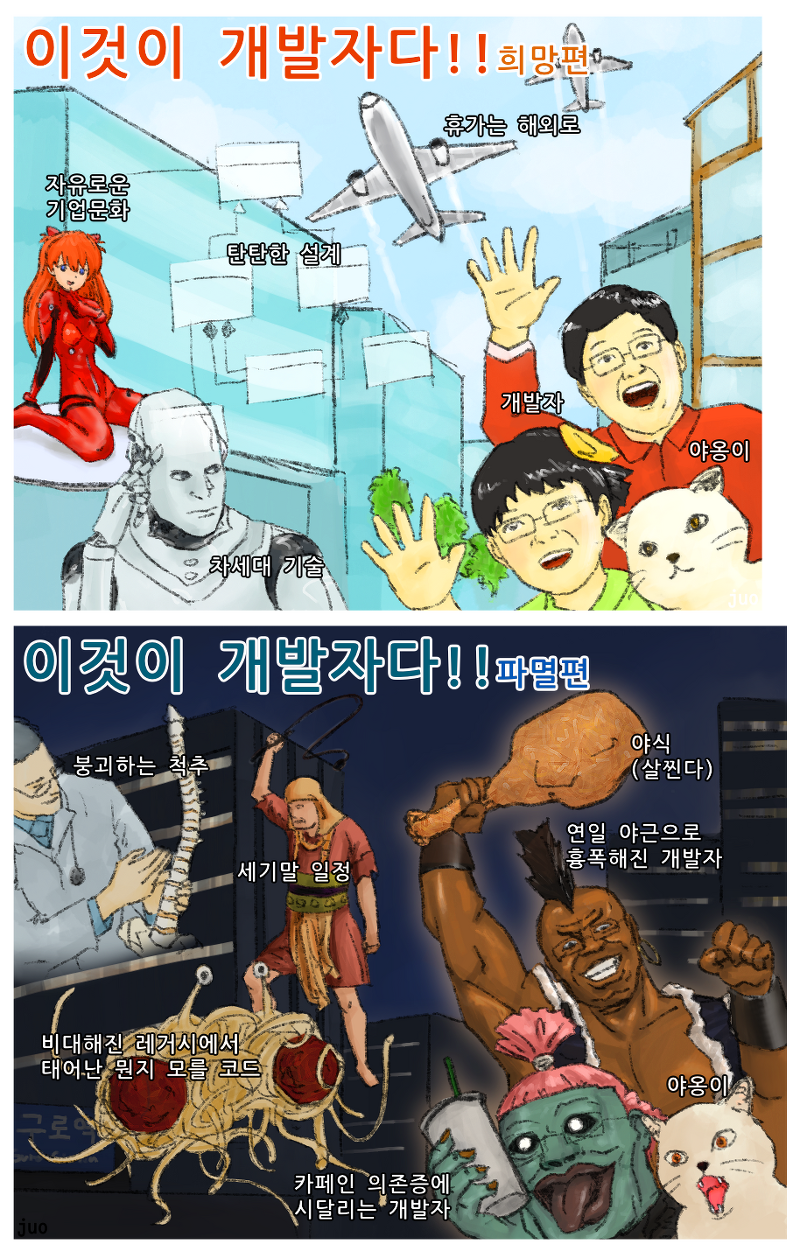 이것이 개발자다!! 희망편
휴가는 해외로
자유로운
기업문화
탄탄한 설계
개발자
야옹이
차세대 기술
juo
이것이 개발자다!! 파멸편
야식
(살찐다)
붕괴하는 척추
연일 야근으로
흉폭해진 개발자
세기말 일정
비대해진 레거시에서
태어난 뭔지 모를 코드
야옹이
구로역
카페인 의존증에
시달리는 개발자
juo